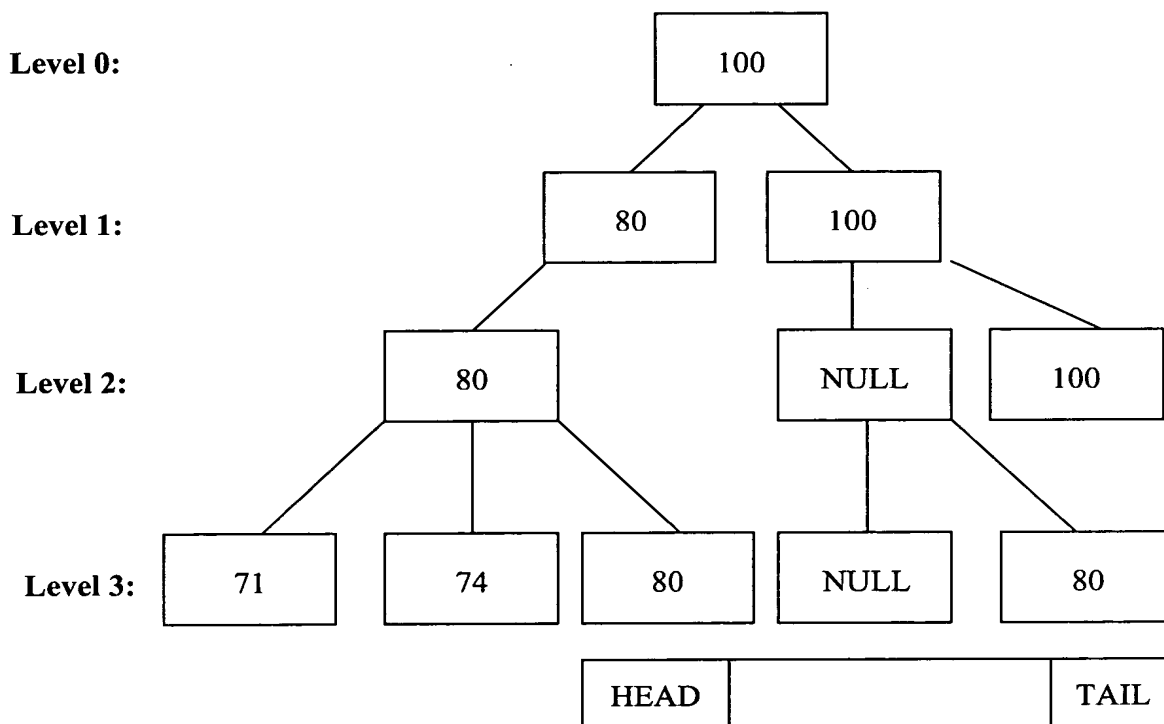 Level 0: 100
Level 1: 80 100
Level 2: 80 NULL 100
Level 3: 71 74 80 NULL 80
HEAD TAIL